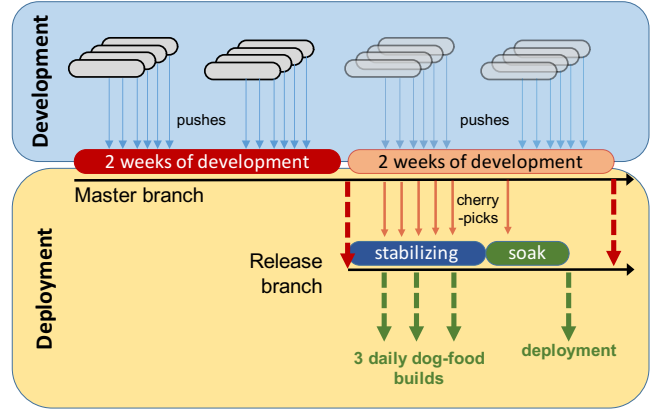 Development
pushes
pushes
2 weeks of development
2 weeks of development
Master branch
cherry
-picks
Deployment
Release
branch
stabilizing
soak
3 daily dog-food
builds
deployment